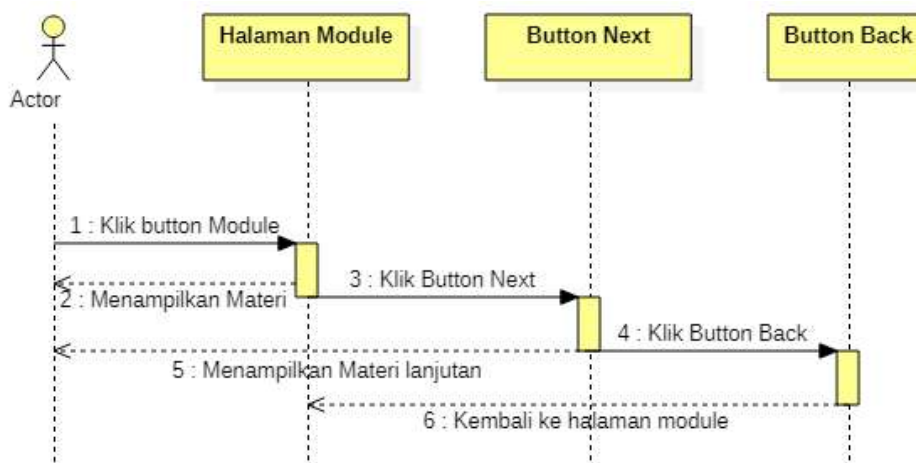 Halaman Module
Button Next
Button Back
Actor
1 : Klik button Module
2 : Menampilkan Materi
3 : Klik Button Next
4 : Klik Button Back
5 : Menampilkan Materi lanjutan
6 : Kembali ke halaman module